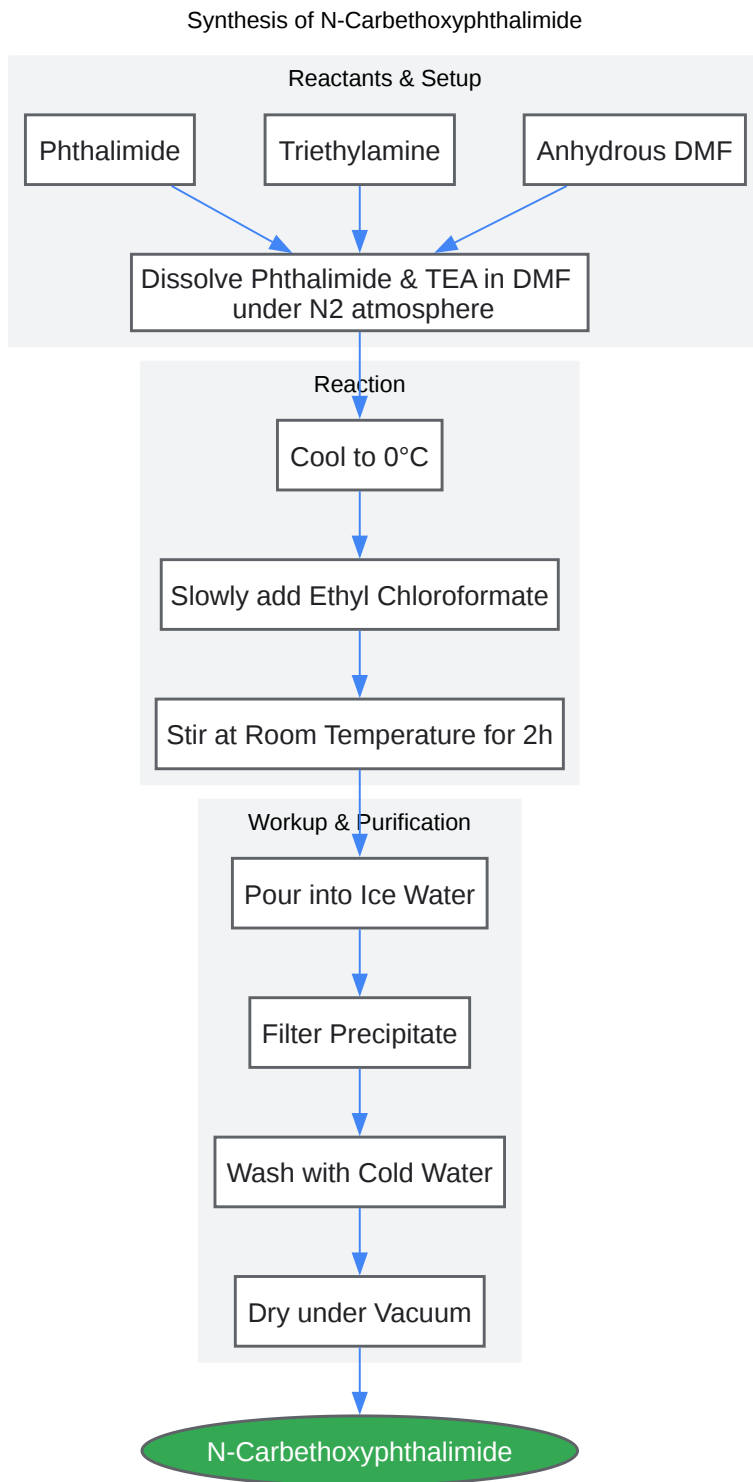 Synthesis of N-Carbethoxyphthalimide
Reactants & Setup
Phthalimide
Triethylamine
Anhydrous DMF
Dissolve Phthalimide & TEA in DMF
under N2 atmosphere
Reaction
Cool to 0°C
Slowly add Ethyl Chloroformate
Stir at Room Temperature for 2h
Workup & Purification
Pour into Ice Water
Filter Precipitate
Wash with Cold Water
Dry under Vacuum
N-Carbethoxyphthalimide